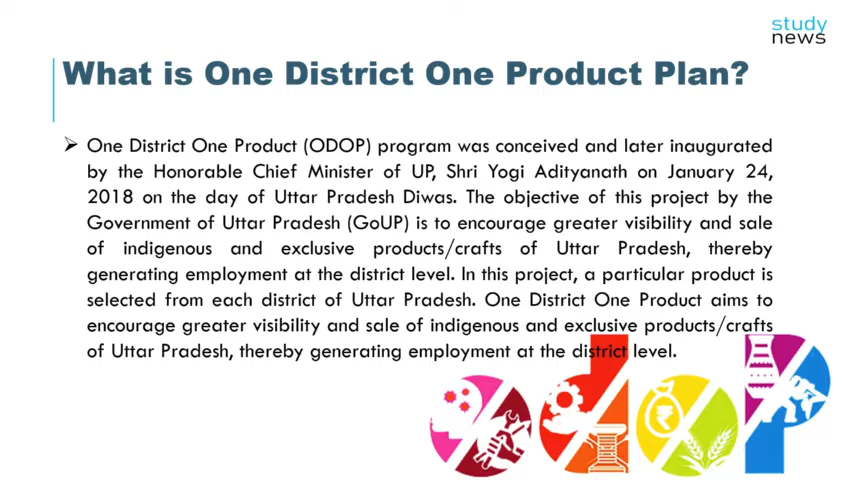 study
news
What is One District One Product Plan?
➢ One District One Product (ODOP) program was conceived and later inaugurated
by the Honorable Chief Minister of UP, Shri Yogi Adityanath on January 24,
2018 on the day of Uttar Pradesh Diwas. The objective of this project by the
Government of Uttar Pradesh (GoUP) is to encourage greater visibility and sale
of indigenous and exclusive products/crafts of Uttar Pradesh, thereby
generating employment at the district level. In this project, a particular product is
selected from each district of Uttar Pradesh. One District One Product aims to
encourage greater visibility and sale of indigenous and exclusive products/crafts
of Uttar Pradesh, thereby generating employment at the district level.
odop
₹